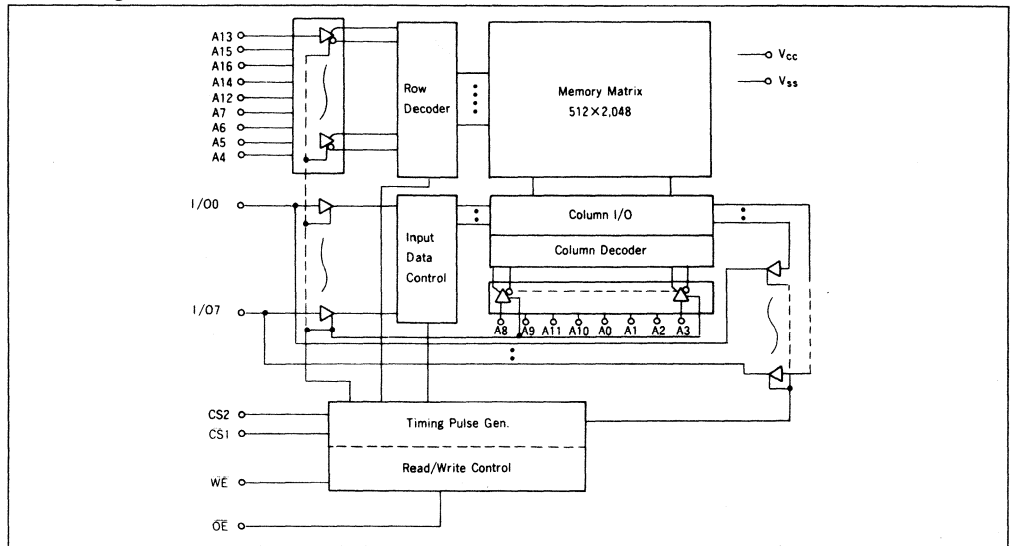 A13
A15
A16
A14
A12
A7
A6
A5
A4
Row
Decoder
Memory Matrix
512×2,048
Vcc
Vss
I/O0
I/O7
Input
Data
Control
Column I/O
Column Decoder
A8 A9 A11 A10 A0 A1 A2 A3
CS2
CS1
W̅E̅
O̅E̅
Timing Pulse Gen.
Read/Write Control